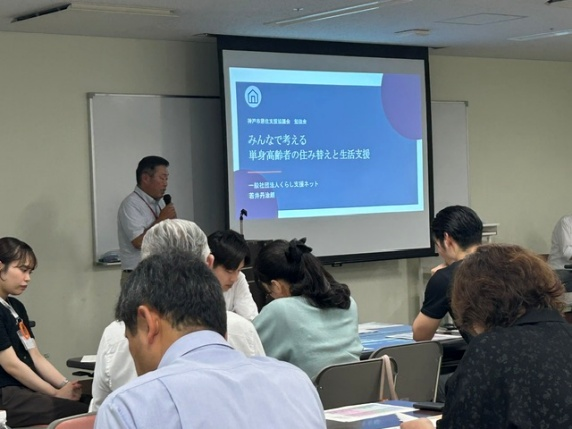 神戸市居住支援協議会　勉強会
みんなで考える
単身高齢者の住み替えと生活支援
一般社団法人くらし支援ネット